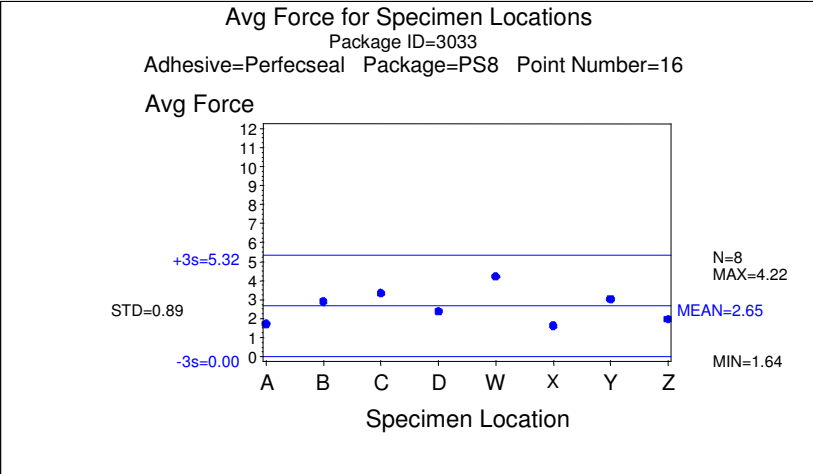 Avg Force for Specimen Locations
Package ID=3033
Adhesive=Perfecseal Package=PS8 Point Number=16
Avg Force
12
11
10
9
8
7
6
5
4
3
2
1
0
+3s=5.32
STD=0.89
-3s=0.00
N=8
MAX=4.22
MEAN=2.65
MIN=1.64
A B C D W X Y Z
Specimen Location